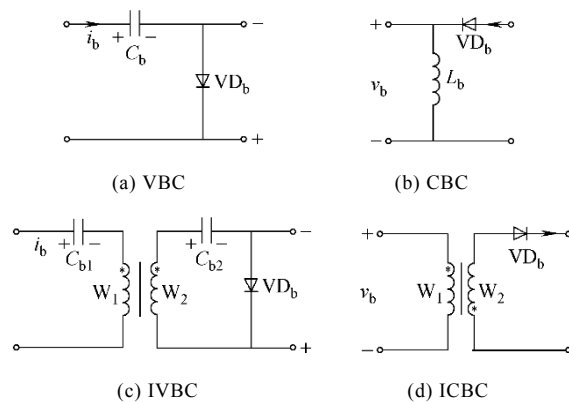 i_b + − C_b −
VD_b
+
(a) VBC
+ VD_b
v_b L_b
−
(b) CBC
i_b + − C_b1 + − C_b2 −
* *
W_1 W_2 VD_b
+
(c) IVBC
+ VD_b
* 
v_b W_1 W_2
*
−
(d) ICBC